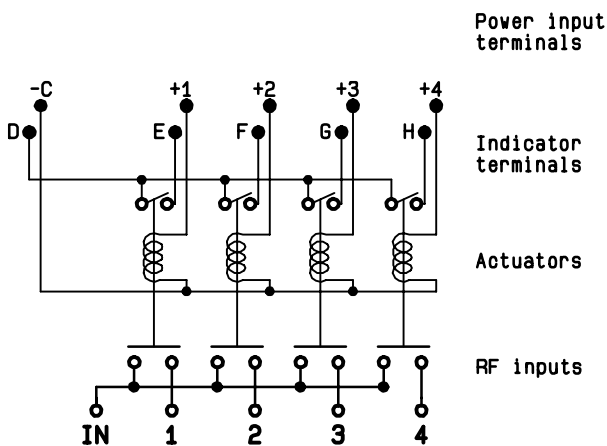 Power input
terminals
-C +1 +2 +3 +4
D E F G H
Indicator
terminals
Actuators
RF inputs
IN 1 2 3 4